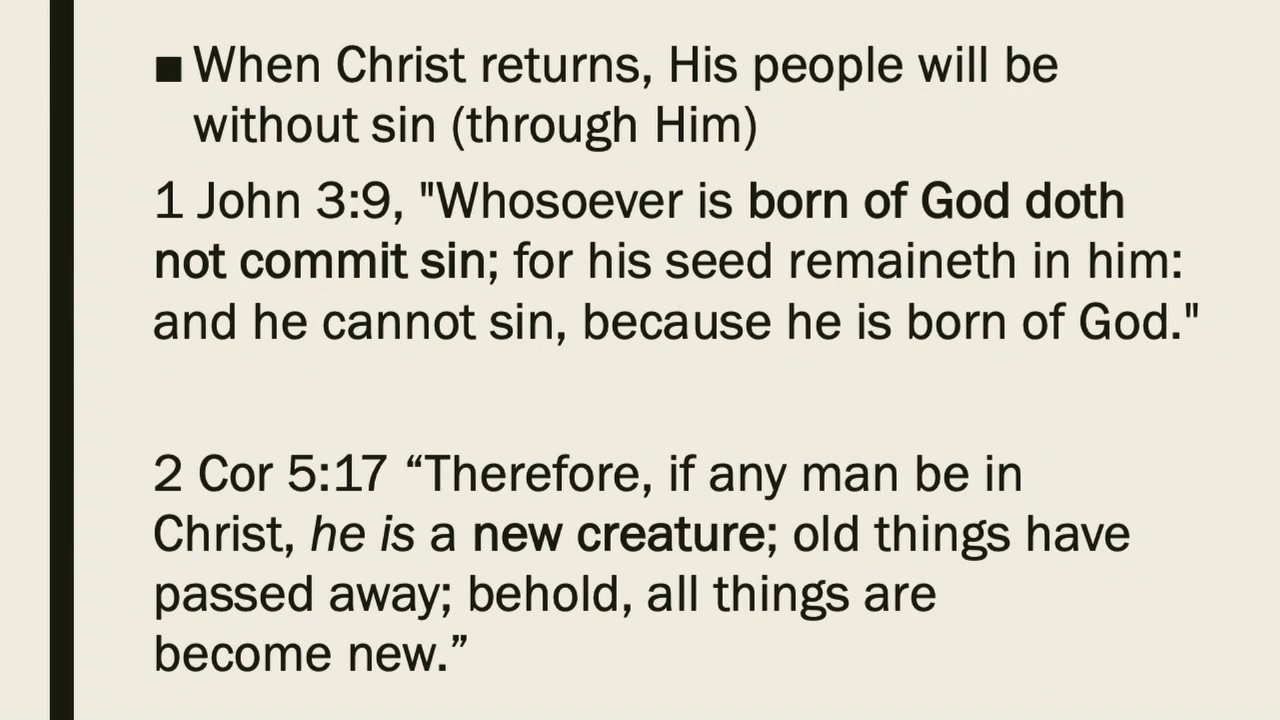 ■ When Christ returns, His people will be
without sin (through Him)
1 John 3:9, "Whosoever is born of God doth
not commit sin; for his seed remaineth in him:
and he cannot sin, because he is born of God."
2 Cor 5:17 “Therefore, if any man be in
Christ, he is a new creature; old things have
passed away; behold, all things are
become new.”